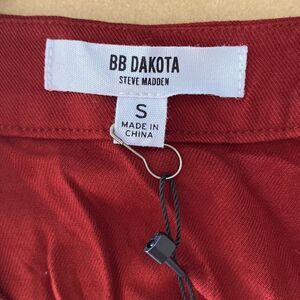 BB DAKOTA
STEVE MADDEN
S
MADE IN
CHINA